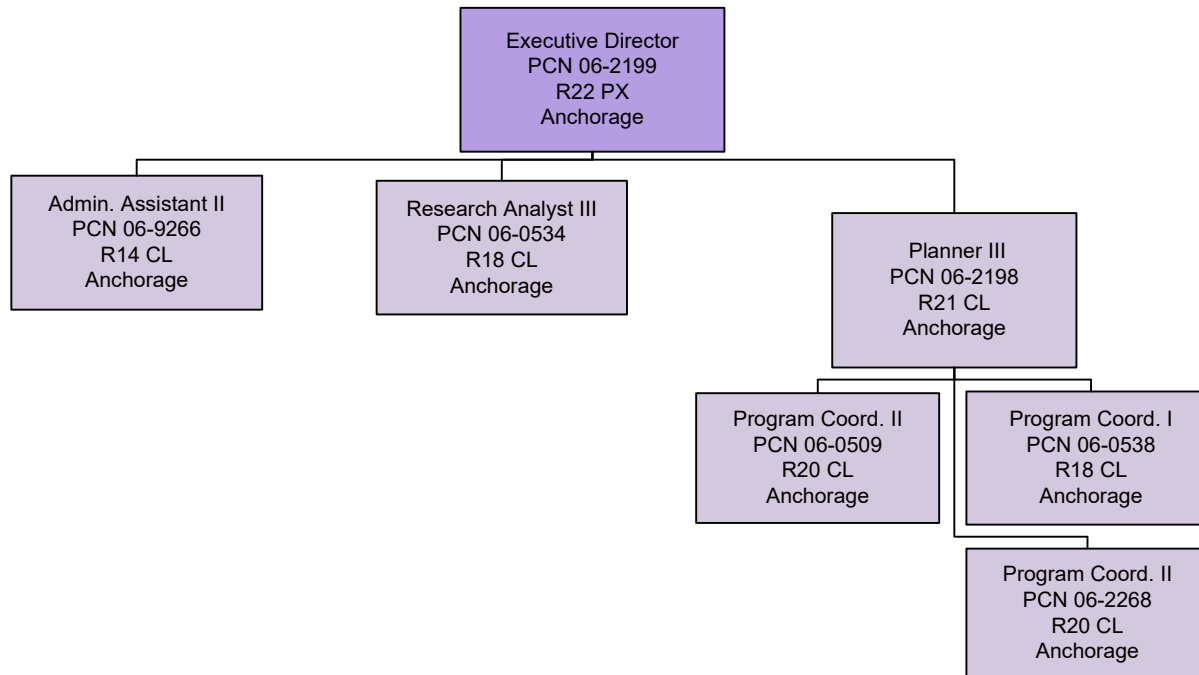 Executive Director
PCN 06-2199
R22 PX
Anchorage
Admin. Assistant II
PCN 06-9266
R14 CL
Anchorage
Research Analyst III
PCN 06-0534
R18 CL
Anchorage
Planner III
PCN 06-2198
R21 CL
Anchorage
Program Coord. II
PCN 06-0509
R20 CL
Anchorage
Program Coord. I
PCN 06-0538
R18 CL
Anchorage
Program Coord. II
PCN 06-2268
R20 CL
Anchorage